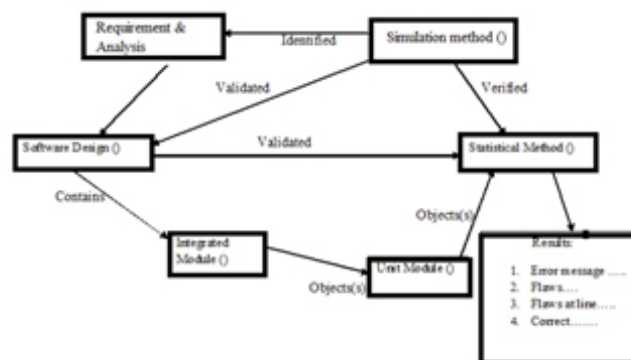 Requirement &
Analysis
Identified
Simulation method ()
Validated
Verified
Software Design ()
Validated
Statistical Method ()
Contains
Objects(s)
Integrated
Module ()
Objects(s)
Unit Module ()
Results:
1. Error message .....
2. Flaws....
3. Flaws at line.....
4. Correct.......